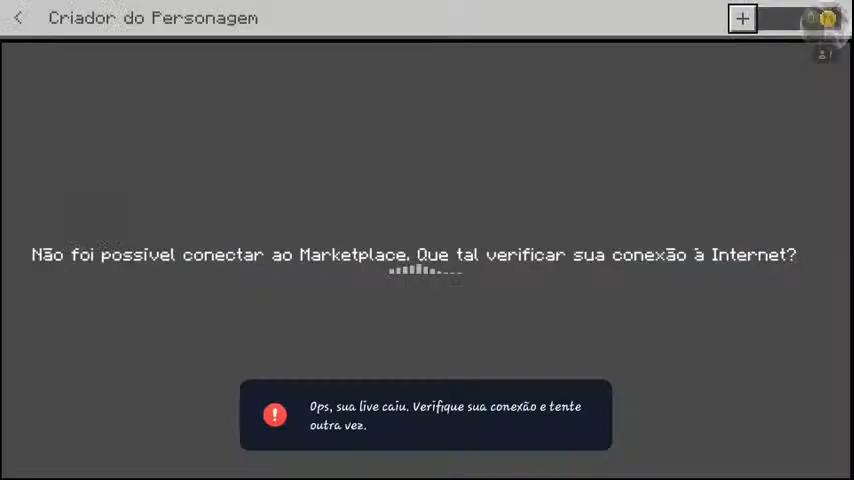 Criador do Personagem
Não foi possível conectar ao Marketplace. Que tal verificar sua conexão à Internet?
Ops, sua live caiu. Verifique sua conexão e tente
outra vez.